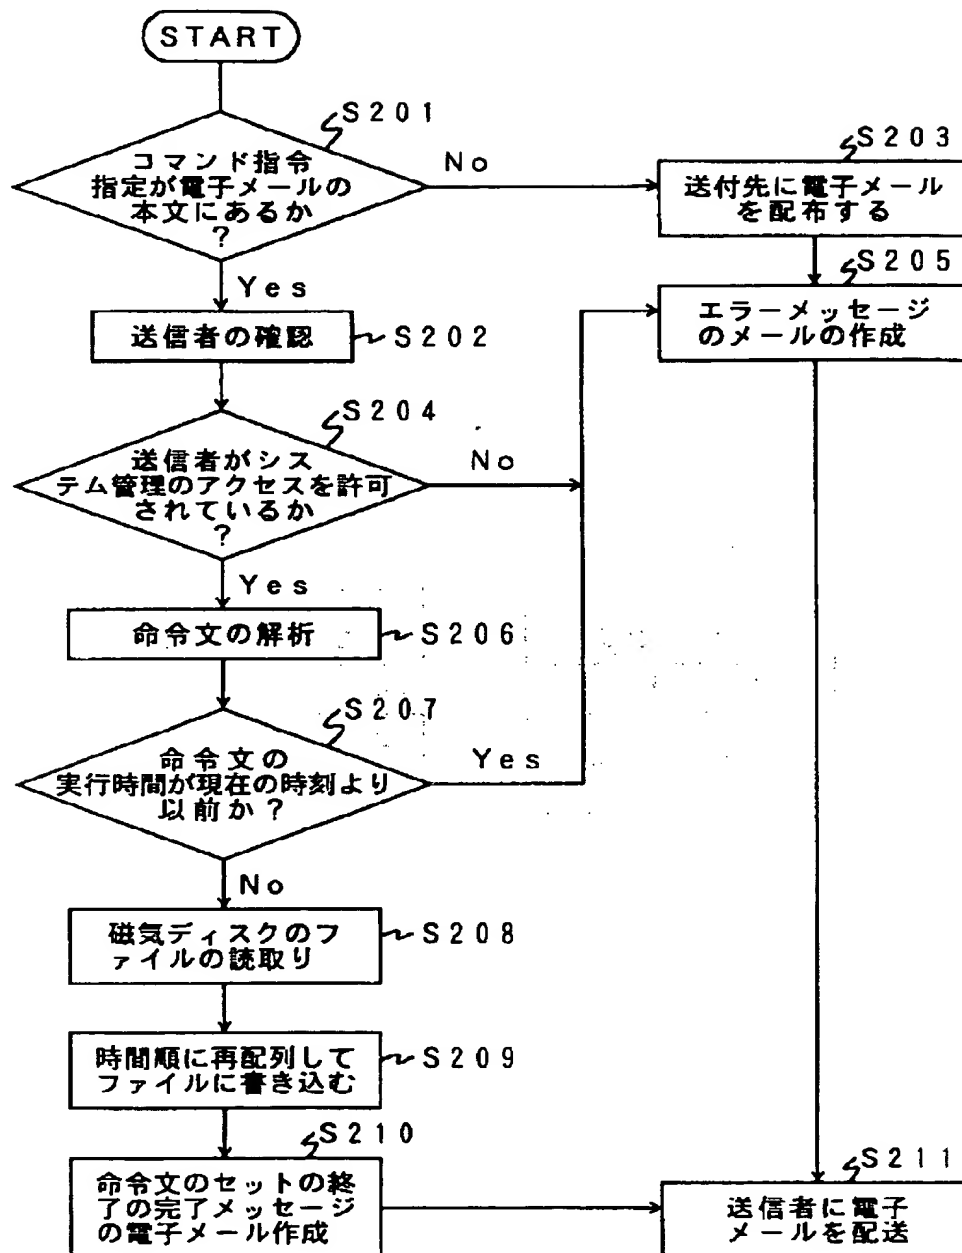 START
S201
コマンド指令
指定が電子メールの
本文にあるか
?
No
S203
送付先に電子メール
を配布する
Yes
S205
エラーメッセージ
のメールの作成
送信者の確認
S202
S204
送信者がシス
テム管理のアクセスを許可
されているか
?
No
Yes
命令文の解析
S206
S207
命令文の
実行時間が現在の時刻より
以前か?
Yes
No
磁気ディスクのフ
ァイルの読取り
S208
時間順に再配列して
ファイルに書き込む
S209
S210
命令文のセットの終
了の完了メッセージ
の電子メール作成
S211
送信者に電子
メールを配送